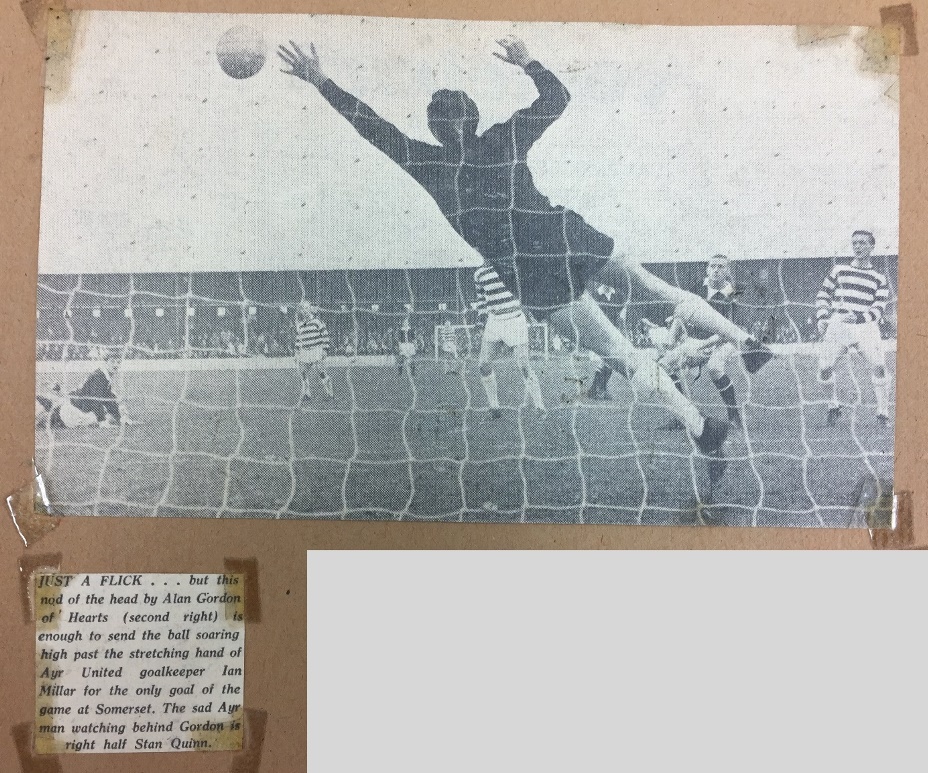 JUST A FLICK . . . but this
nod of the head by Alan Gordon
of Hearts (second right) is
enough to send the ball soaring
high past the stretching hand of
Ayr United goalkeeper Ian
Millar for the only goal of the
game at Somerset. The sad Ayr
man watching behind Gordon is
right half Stan Quinn.